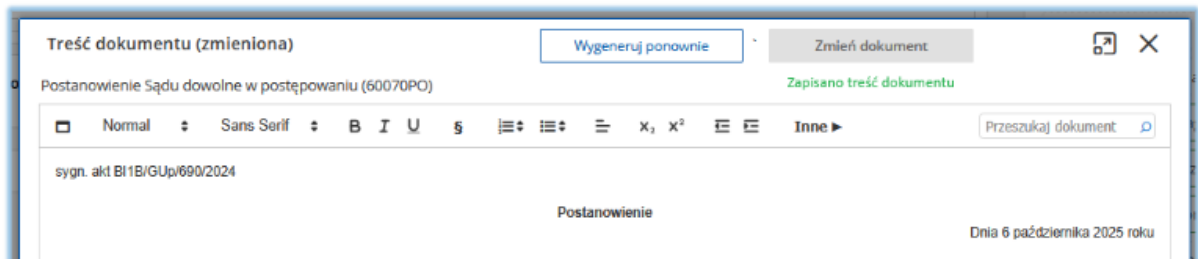 Treść dokumentu (zmieniona) Wygeneruj ponownie Zmień dokument
Postanowienie Sądu dowolne w postępowaniu (60070PO) Zapisano treść dokumentu
Normal Sans Serif B I U § X₂ X² Inne ▶ Przeszukaj dokument
sygn. akt BI1B/GUp/690/2024
Postanowienie
Dnia 6 października 2025 roku